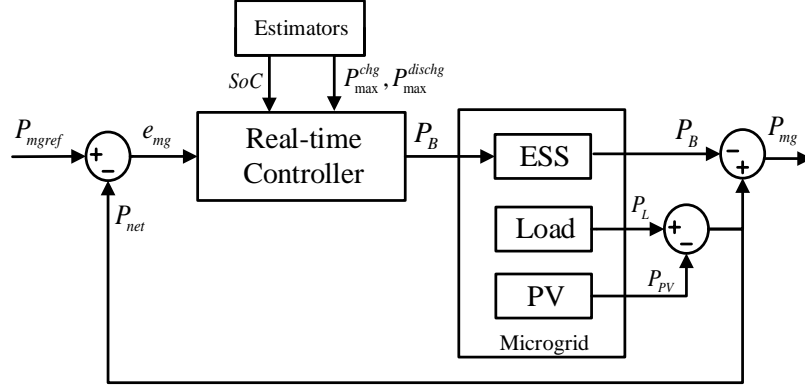 Estimators
SoC
P_max^chg, P_max^dischg
P_mgref
+
-
e_mg
Real-time
Controller
P_B
ESS
P_B
-
+
P_mg
P_net
Load
P_L
+
-
PV
P_PV
Microgrid